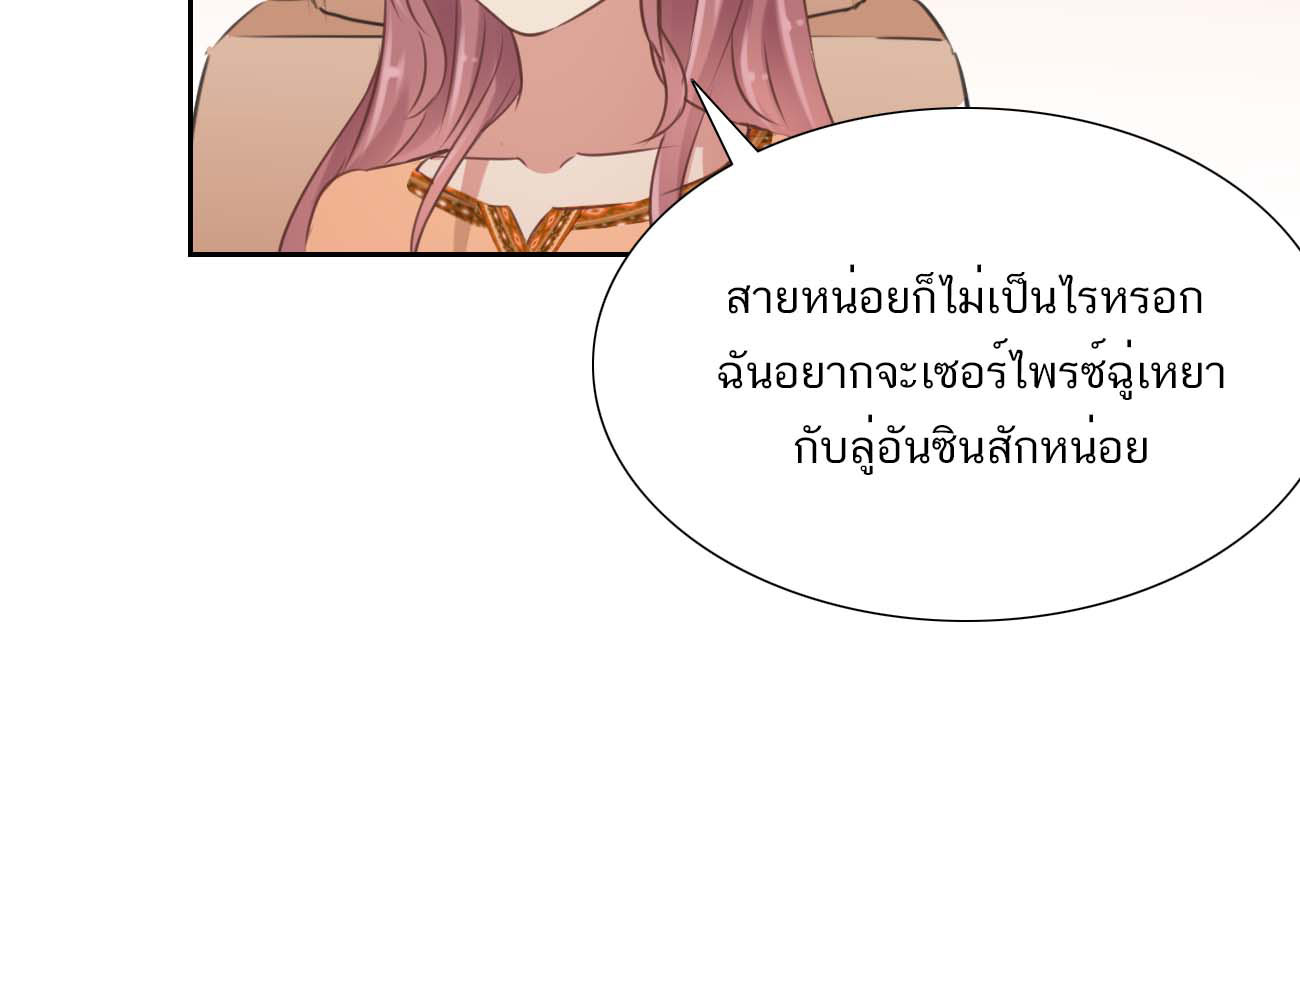 สายหน่อยก็ไม่เป็นไรหรอก
ฉันอยากจะเซอร์ไพรซ์ฉู่เหยา
กับลู่อันซินสักหน่อย